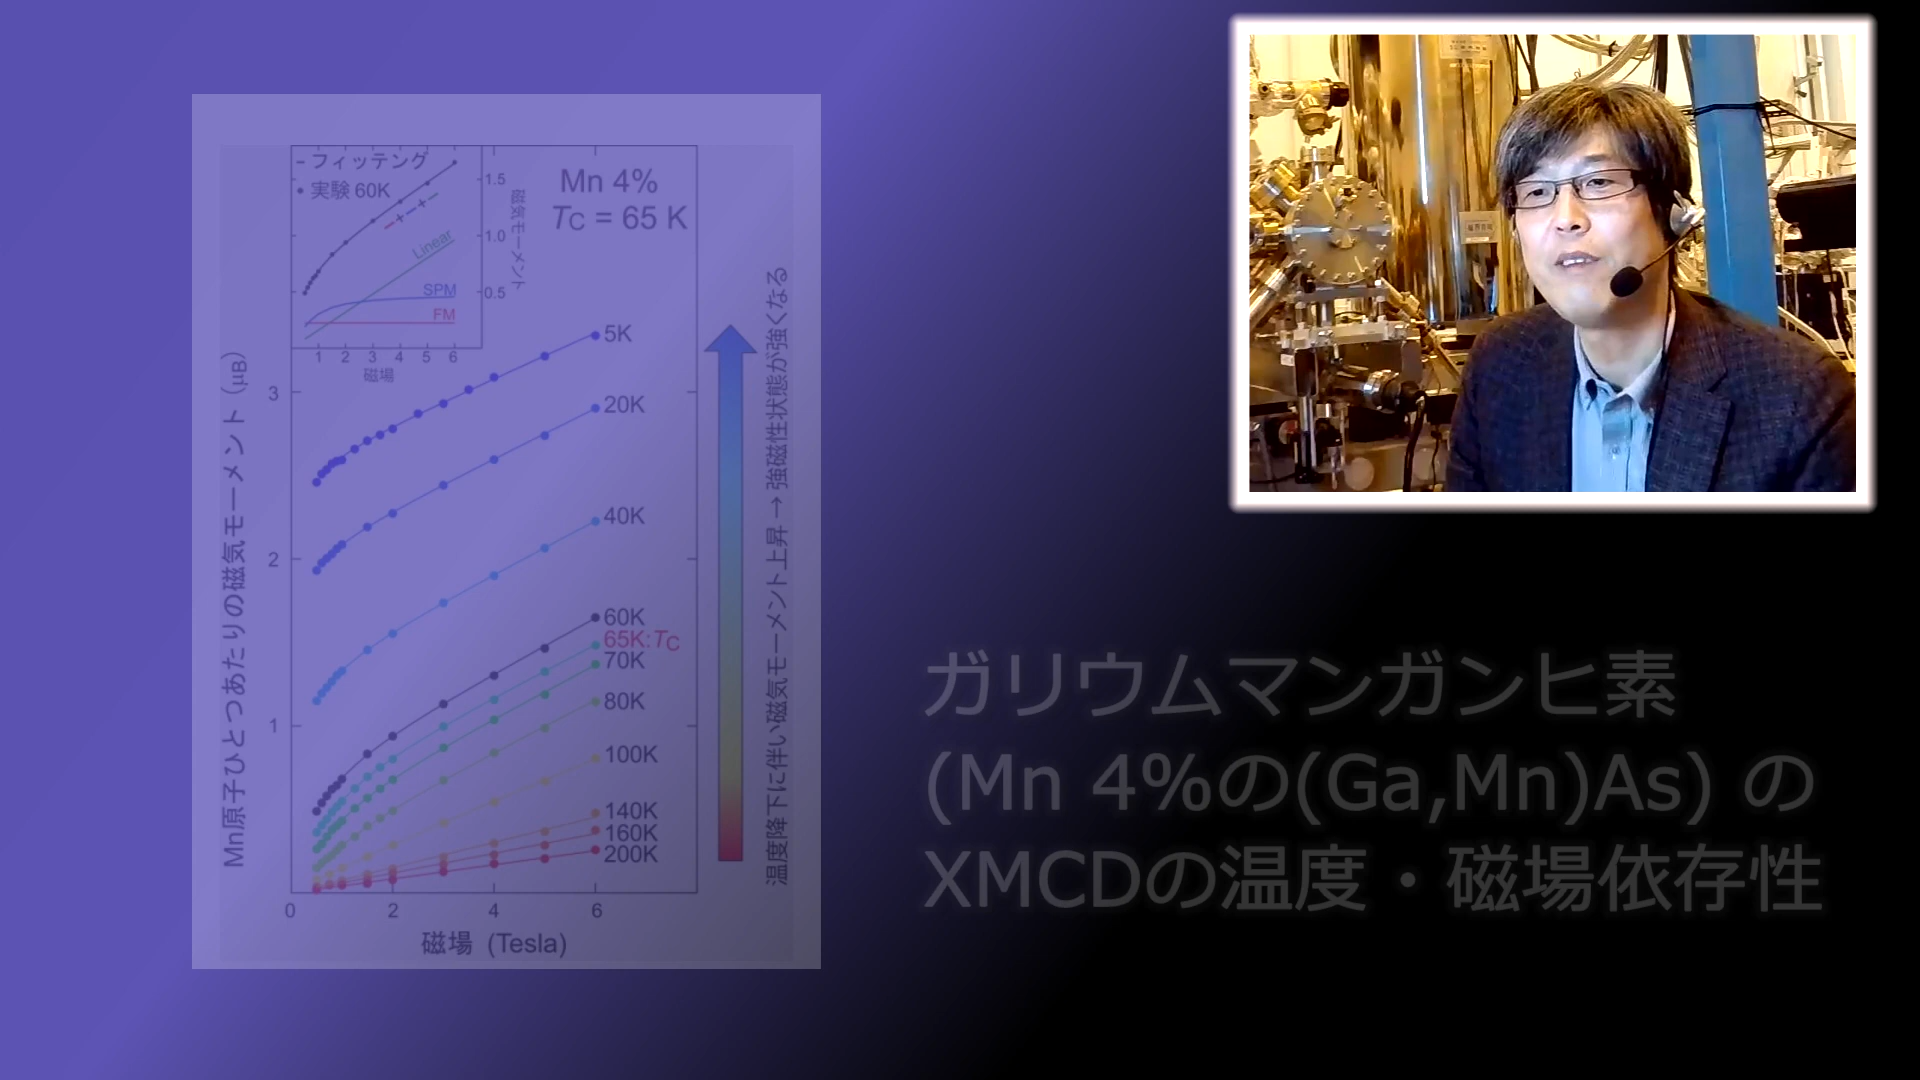 フィッテング
実験 60K
Mn 4%
TC = 65 K
1.5
1.0
0.5
磁気モーメント
Linear
SPM
FM
1 2 3 4 5 6
磁場
5K
20K
40K
60K
65K:TC
70K
80K
100K
140K
160K
200K
3
2
1
0 2 4 6
磁場 (Tesla)
Mn原子ひとつあたりの磁気モーメント (μB)
温度降下に伴い磁気モーメント上昇 → 強磁性状態が強くなる
ガリウムマンガンヒ素
(Mn 4%の(Ga,Mn)As) の
XMCDの温度・磁場依存性